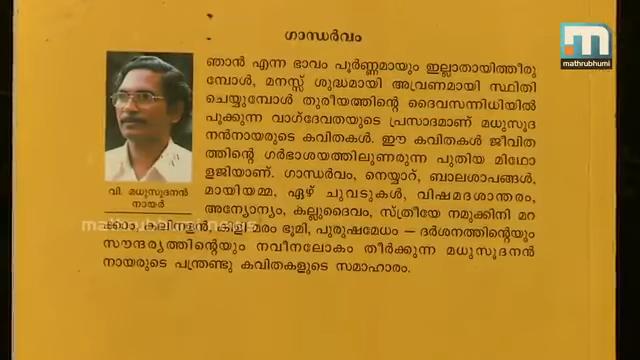 ഗാന്ധർവം
mathrubhumi
ഞാൻ എന്ന ഭാവം പൂർണ്ണമായും ഇല്ലാതായിത്തീരു
മ്പോൾ, മനസ്സ് ശുദ്ധമായി അവ്രണമായി സ്ഥിതി
ചെയ്യുമ്പോൾ തുരീയത്തിന്റെ ദൈവസന്നിധിയിൽ
പൂക്കുന്ന വാഗ്ദേവതയുടെ പ്രസാദമാണ് മധുസൂദ
നൻനായരുടെ കവിതകൾ. ഈ കവിതകൾ ജീവിത
ത്തിന്റെ ഗർഭാശയത്തിലുണരുന്ന പുതിയ മിഥോ
ളജിയാണ്. ഗാന്ധർവം, നെയ്യാറ്, ബാലശാപങ്ങൾ,
മായിയമ്മ, ഏഴ് ചുവടുകൾ, വിഷമദശാന്തരം,
അന്യോന്യം, കല്ലുദൈവം, സ്ത്രീയേ നമുക്കിനി മറ
വി. മധുസൂദനൻ
നായർ
ക്കാം, കലിനളൻ, കിളി മരം ഭൂമി, പുരുഷമേധം — ദർശനത്തിന്റെയും
സൗന്ദര്യത്തിന്റെയും നവീനലോകം തീർക്കുന്ന മധുസൂദനൻ
നായരുടെ പന്ത്രണ്ടു കവിതകളുടെ സമാഹാരം.